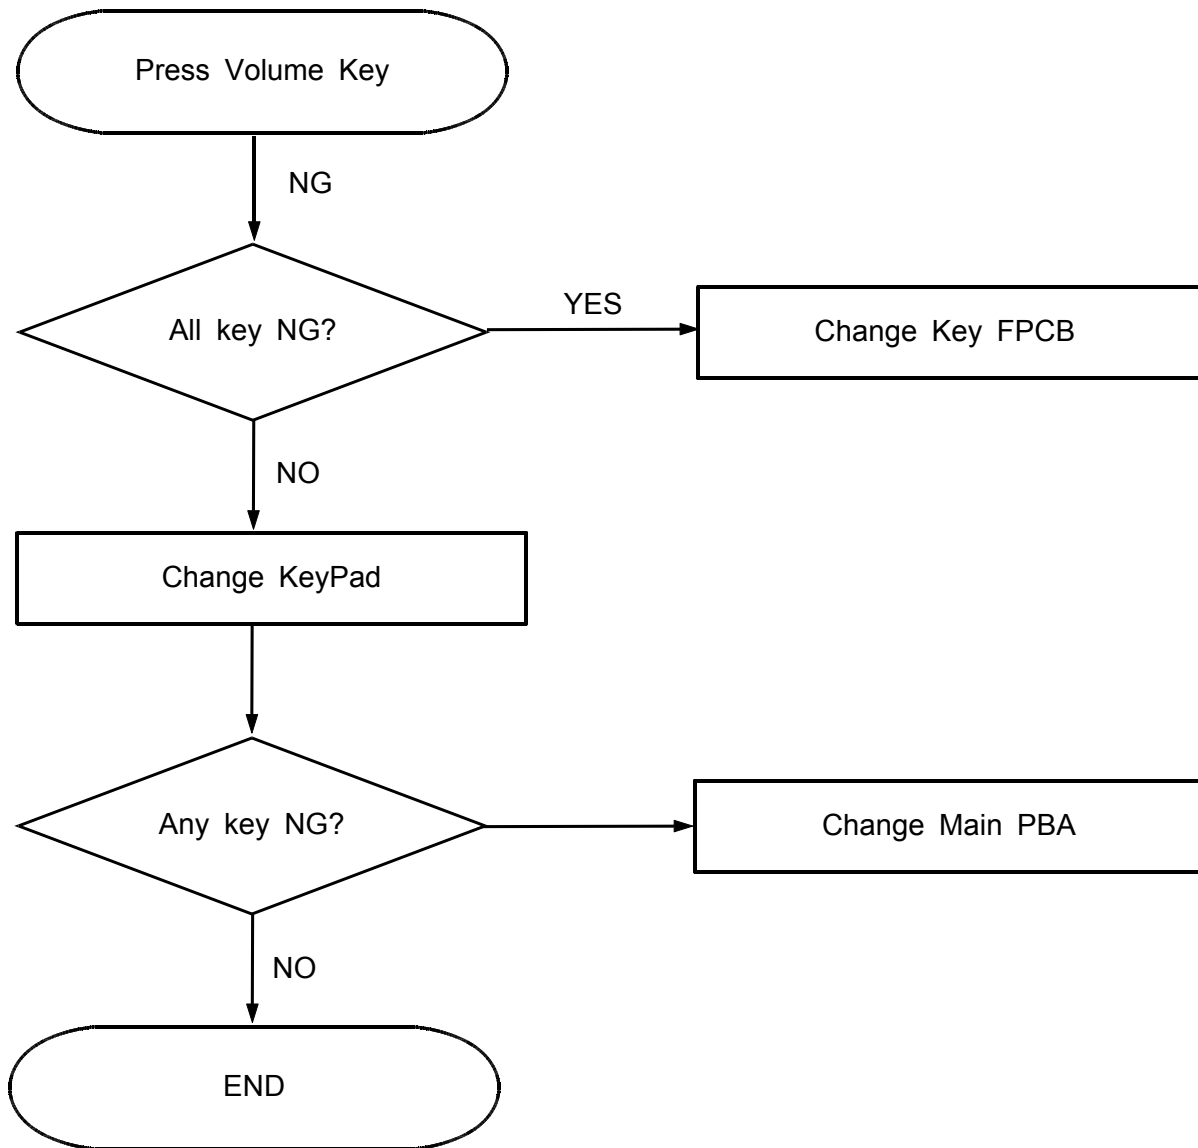 Press Volume Key
NG
All key NG?
YES
Change Key FPCB
NO
Change KeyPad
Any key NG?
Change Main PBA
NO
END